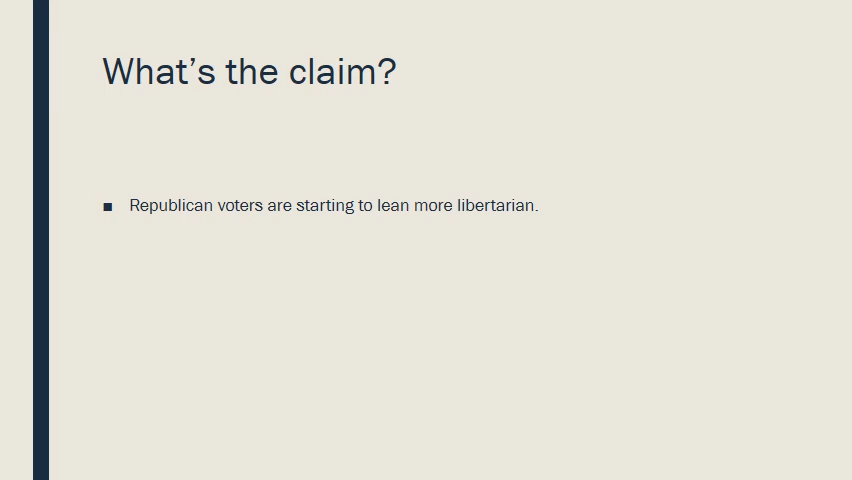 What’s the claim?
▪ Republican voters are starting to lean more libertarian.